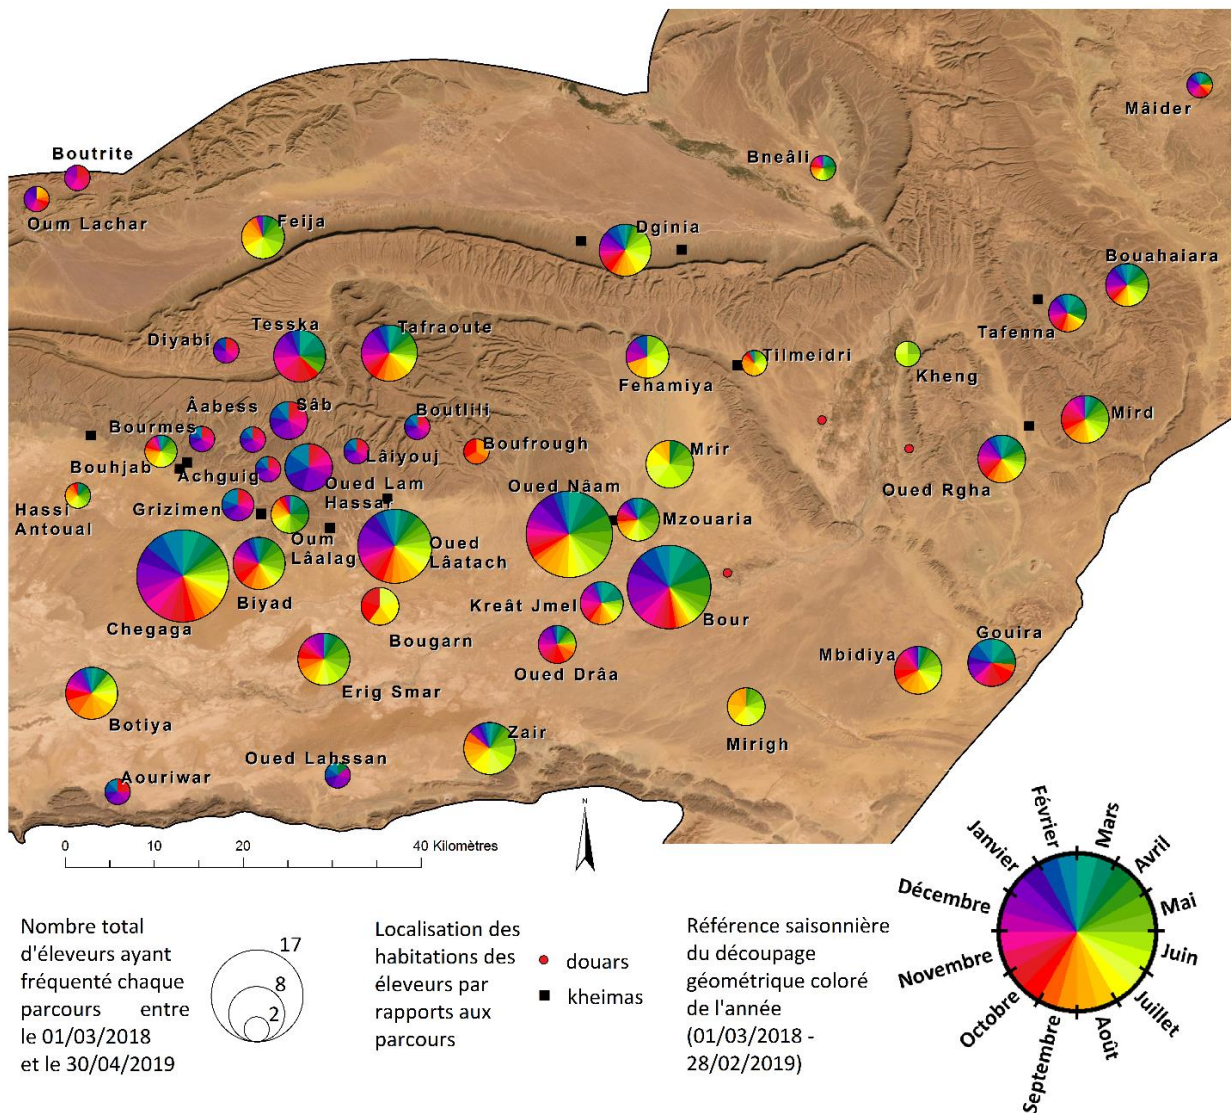 Mâider
Bneâli
Boutrite
Oum Lachar
Feija
Dginia
Bouahaiara
Tafenna
Diyabi
Tesska
Tafraoute
Fehamiya
Tilmeidri
Kheng
Mird
Âabess
Sâb
Boutlili
Bourmes
Bouhjab
Achguig
Lâiyouj
Boufrough
Mrir
Oued Rgha
Oued Lam
Hassar
Oued Nâam
Hassi
Antoual
Grizimen
Oum
Lâalag
Oued
Lâatach
Mzouaria
Biyad
Chegaga
Bougarn
Kreât Jmel
Bour
Oued Drâa
Gouira
Mbidiya
Erig Smar
Botiya
Mirigh
Zair
Oued Lahssan
Aouriwar
N
0 20 40 Kilomètres
Nombre total
d'éleveurs ayant
fréquenté chaque
parcours entre
le 01/03/2018
et le 30/04/2019
17
8
2
Localisation des
habitations des
éleveurs par
rapports aux
parcours
douars
kheimas
Référence saisonnière
du découpage
géométrique coloré
de l'année
(01/03/2018 -
28/02/2019)
Janvier
Février
Mars
Avril
Mai
Juin
Juillet
Août
Septembre
Octobre
Novembre
Décembre